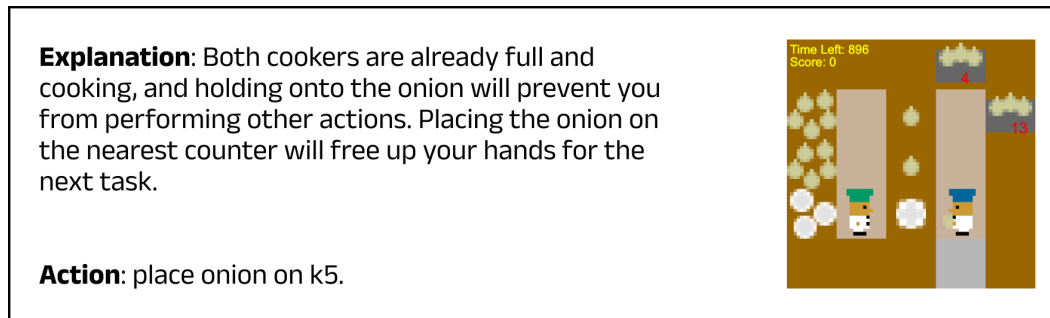 Explanation: Both cookers are already full and
cooking, and holding onto the onion will prevent you
from performing other actions. Placing the onion on
the nearest counter will free up your hands for the
next task.
Action: place onion on k5.
Time Left: 896
Score: 0
4
13